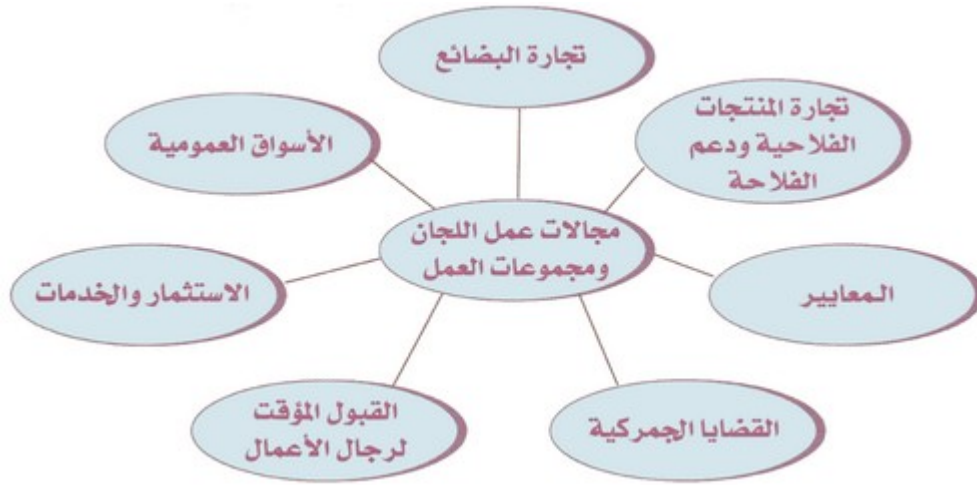 تجارة البضائع
تجارة المنتجات
الفلاحية ودعم
الفلاحة
الأسواق العمومية
مجالات عمل اللجان
ومجموعات العمل
المعايير
الاستثمار والخدمات
القضايا الجمركية
القبول المؤقت
لرجال الأعمال